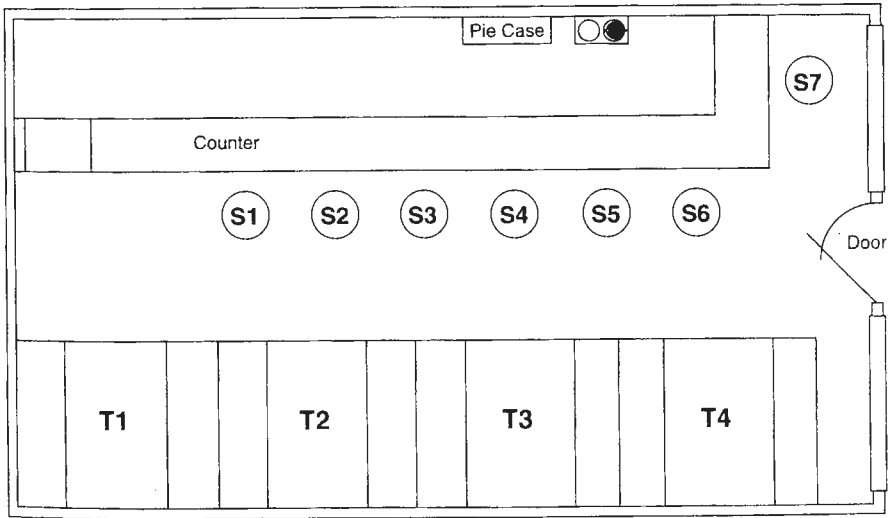 Pie Case
S7
Counter
S1 S2 S3 S4 S5 S6
Door
T1 T2 T3 T4